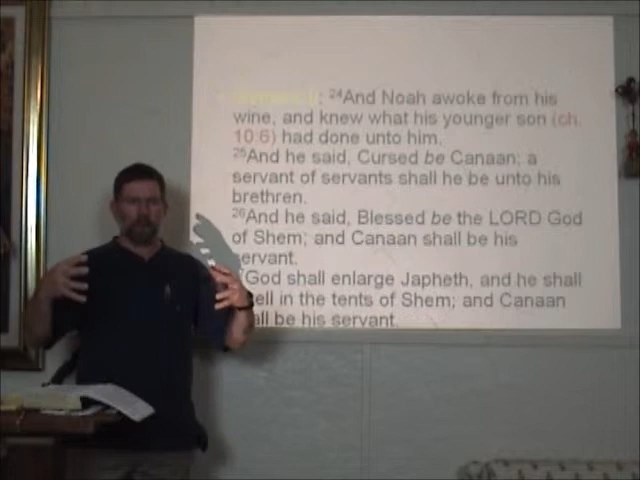 24And Noah awoke from his
wine, and knew what his younger son (ch.
10:6) had done unto him.
25And he said, Cursed be Canaan; a
servant of servants shall he be unto his
brethren.
26And he said, Blessed be the LORD God
of Shem; and Canaan shall be his
ervant.
God shall enlarge Japheth, and he shall
ell in the tents of Shem; and Canaan
all be his servant.